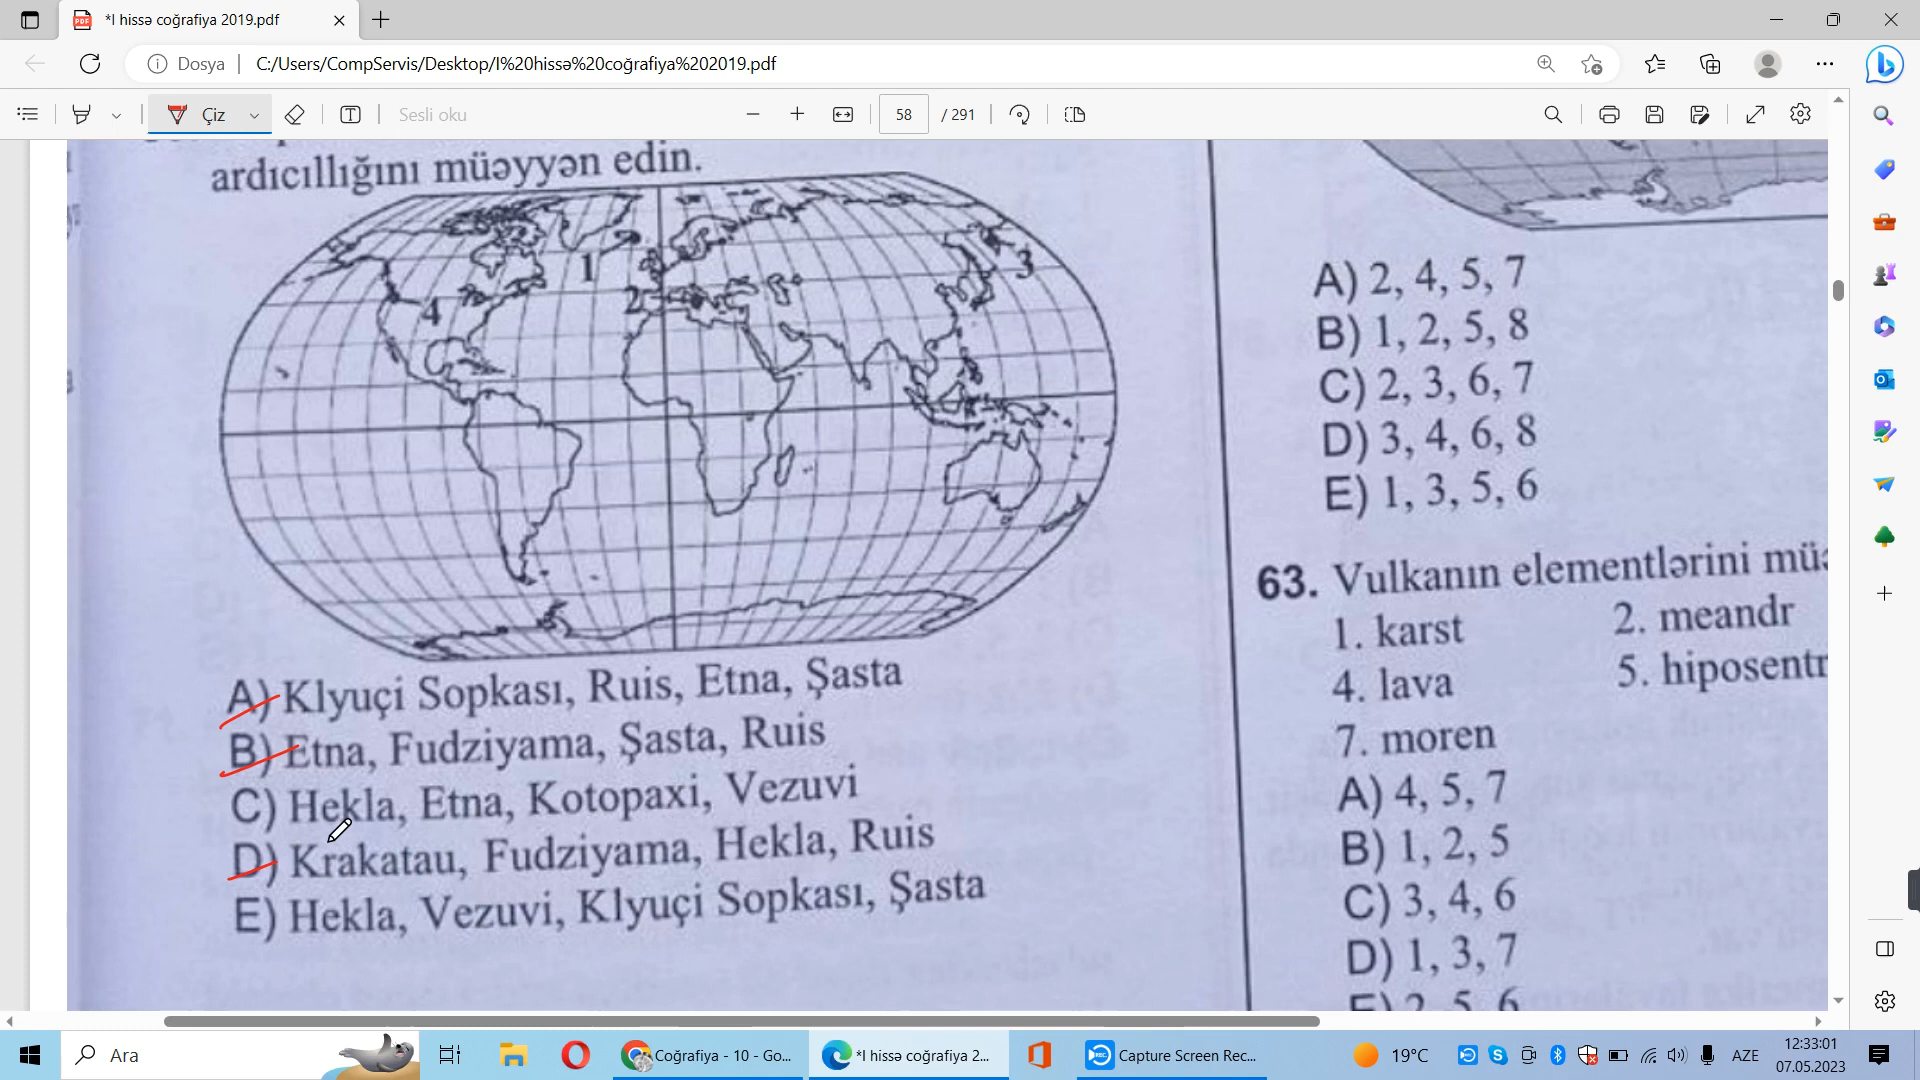 *I hissə coğrafiya 2019.pdf
Dosya
C:/Users/CompServis/Desktop/I%20hissə%20coğrafiya%202019.pdf
Çiz
Sesli oku
58
/ 291
ardıcıllığını müəyyən edin.
1
2
3
4
A) Klyuçi Sopkası, Ruis, Etna, Şasta
B) Etna, Fudziyama, Şasta, Ruis
C) Hekla, Etna, Kotopaxi, Vezuvi
D) Krakatau, Fudziyama, Hekla, Ruis
E) Hekla, Vezuvi, Klyuçi Sopkası, Şasta
A) 2, 4, 5, 7
B) 1, 2, 5, 8
C) 2, 3, 6, 7
D) 3, 4, 6, 8
E) 1, 3, 5, 6
63. Vulkanın elementlərini
1. karst 2. meandr
4. lava 5. hiposentr
7. moren
A) 4, 5, 7
B) 1, 2, 5
C) 3, 4, 6
D) 1, 3, 7
E) 2, 5, 6
Ara
Coğrafiya - 10 - Go...
*I hissə coğrafiya 2...
Capture Screen Rec...
19°C
AZE
12:33:01
07.05.2023